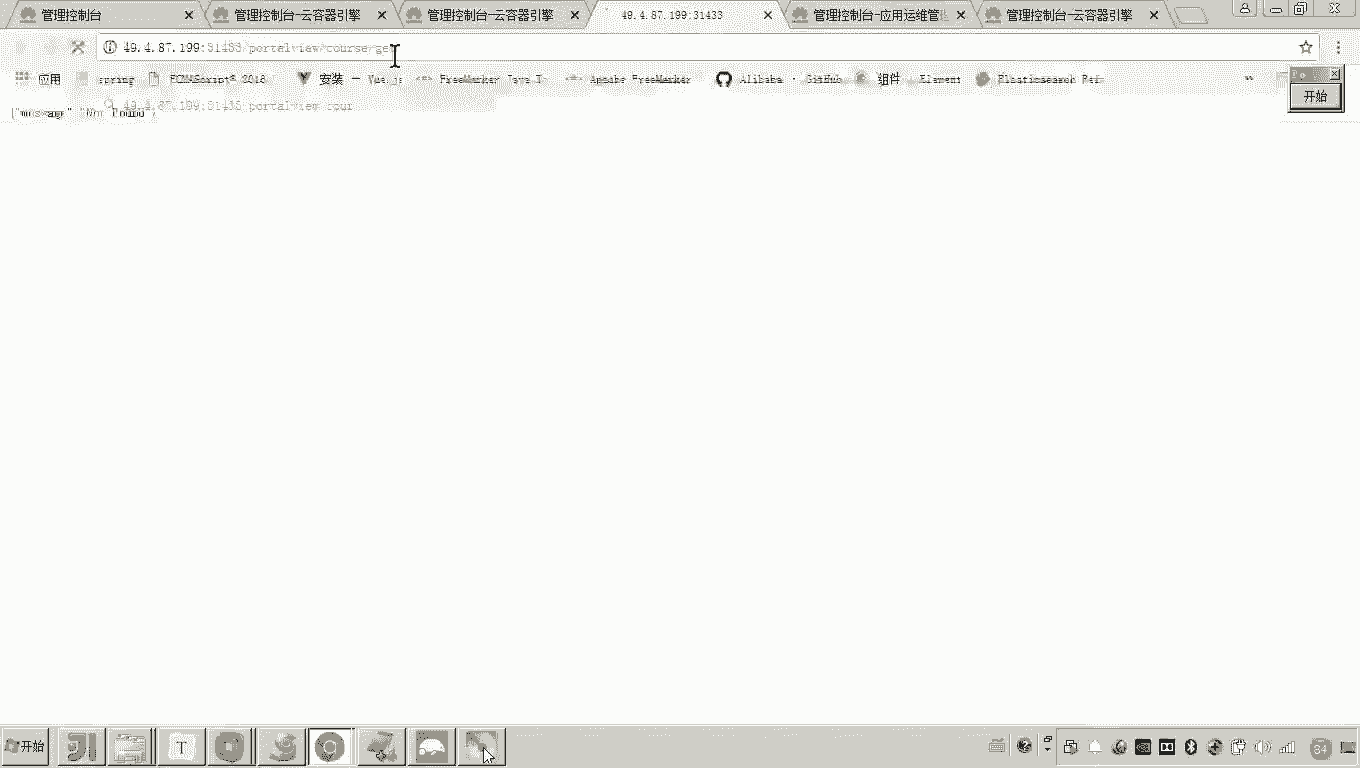 管理控制台
管理控制台-云容器引擎
管理控制台-云容器引擎
49.4.87.199:31433
管理控制台-应用运维管
管理控制台-云容器引擎
49.4.87.199:31433/portalview/course/ge
应用
spring
ECMAScript® 2018
安装 — Vue.js
FreeMarker Java T
Apache FreeMarker
Alibaba · GitHub
组件 | Element
Elasticsearch Ref
»
开始
49.4.87.199:31433/portalview/cour
{"message":"Not Found"}
开始
T
84